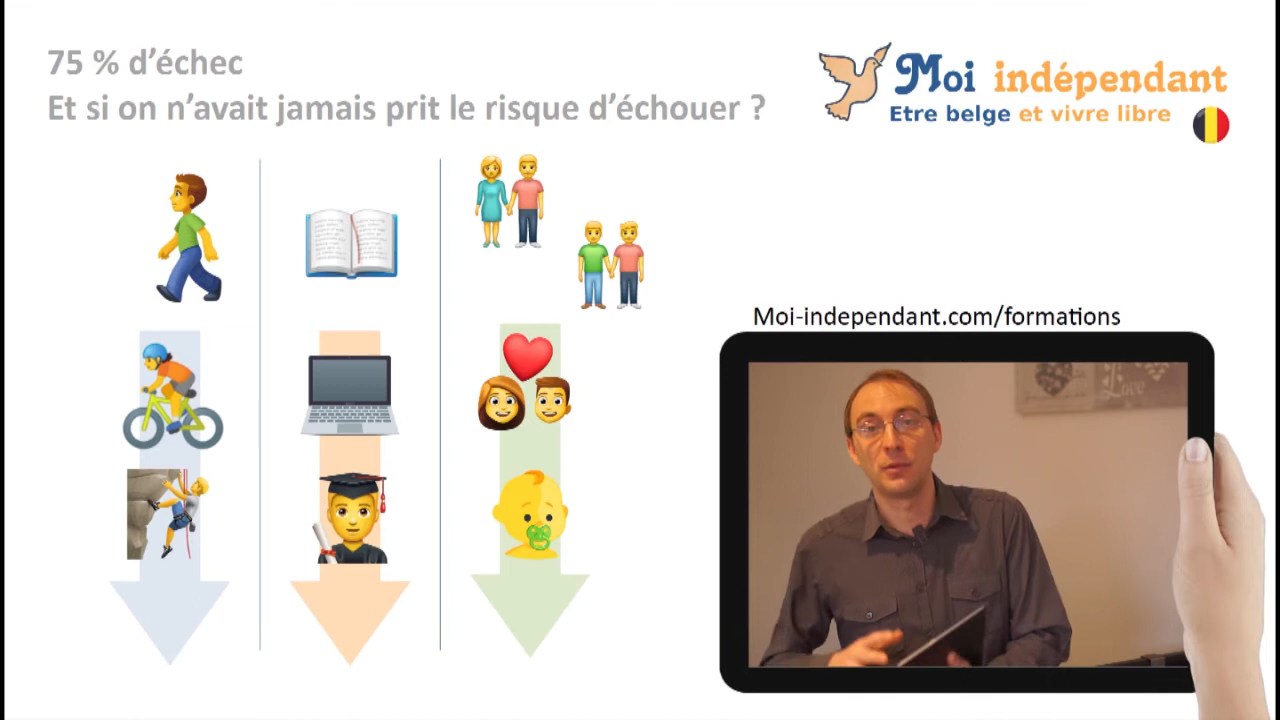 75 % d’échec
Et si on n’avait jamais prit le risque d’échouer ?
Moi indépendant
Etre belge et vivre libre
Moi-independant.com/formations
Love